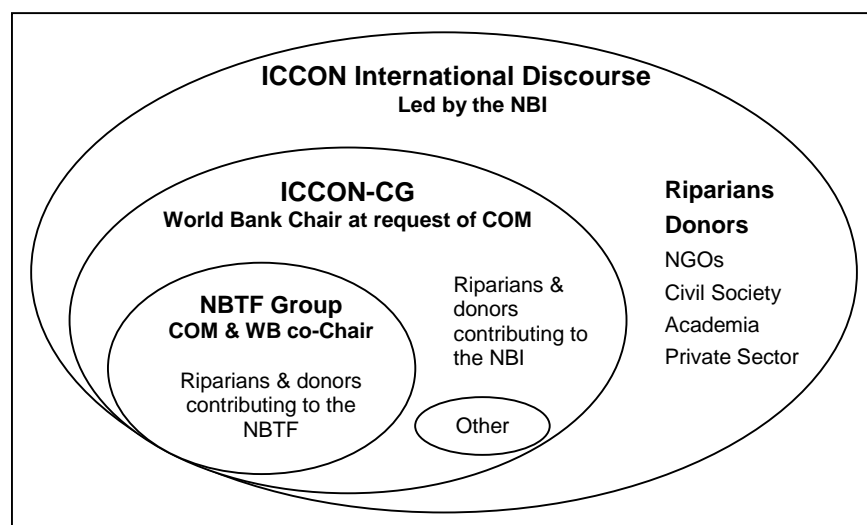 ICCON International Discourse
Led by the NBI
ICCON-CG
World Bank Chair at request of COM
NBTF Group
COM & WB co-Chair
Riparians & donors
contributing to the
NBTF
Riparians &
donors
contributing to
the NBI
Other
Riparians
Donors
NGOs
Civil Society
Academia
Private Sector